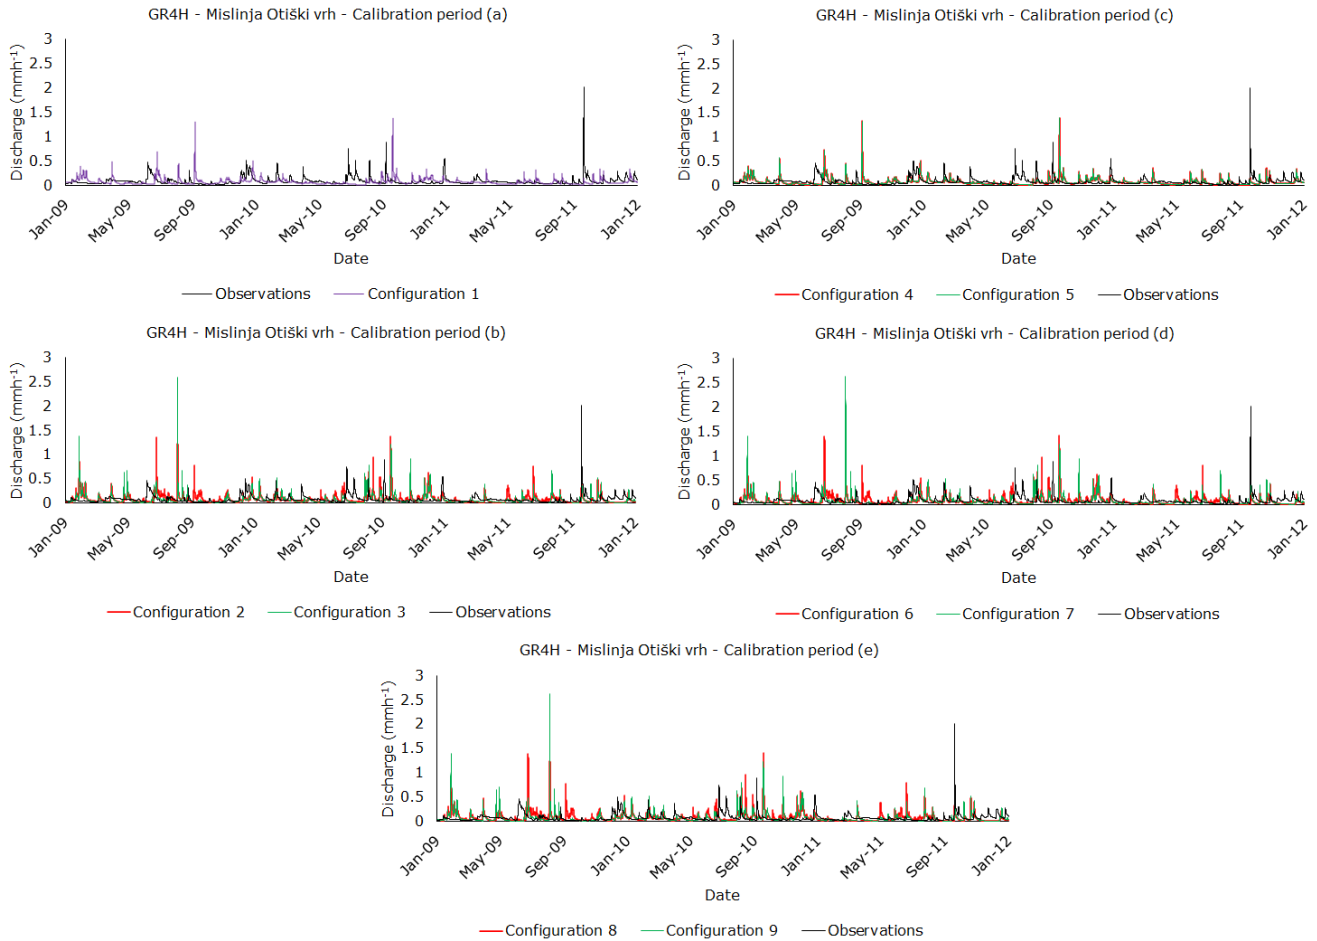 GR4H - Mislinja Otiški vrh - Calibration period (a)
Discharge (mmh-1)
3
2.5
2
1.5
1
0.5
0
Jan-09
May-09
Sep-09
Jan-10
May-10
Sep-10
Jan-11
May-11
Sep-11
Jan-12
Date
Observations
Configuration 1
GR4H - Mislinja Otiški vrh - Calibration period (c)
Discharge (mmh-1)
3
2.5
2
1.5
1
0.5
0
Jan-09
May-09
Sep-09
Jan-10
May-10
Sep-10
Jan-11
May-11
Sep-11
Jan-12
Date
Configuration 4
Configuration 5
Observations
GR4H - Mislinja Otiški vrh - Calibration period (b)
Discharge (mmh-1)
3
2.5
2
1.5
1
0.5
0
Jan-09
May-09
Sep-09
Jan-10
May-10
Sep-10
Jan-11
May-11
Sep-11
Jan-12
Date
Configuration 2
Configuration 3
Observations
GR4H - Mislinja Otiški vrh - Calibration period (d)
Discharge (mmh-1)
3
2.5
2
1.5
1
0.5
0
Jan-09
May-09
Sep-09
Jan-10
May-10
Sep-10
Jan-11
May-11
Sep-11
Jan-12
Date
Configuration 6
Configuration 7
Observations
GR4H - Mislinja Otiški vrh - Calibration period (e)
Discharge (mmh-1)
3
2.5
2
1.5
1
0.5
0
Jan-09
May-09
Sep-09
Jan-10
May-10
Sep-10
Jan-11
May-11
Sep-11
Jan-12
Date
Configuration 8
Configuration 9
Observations